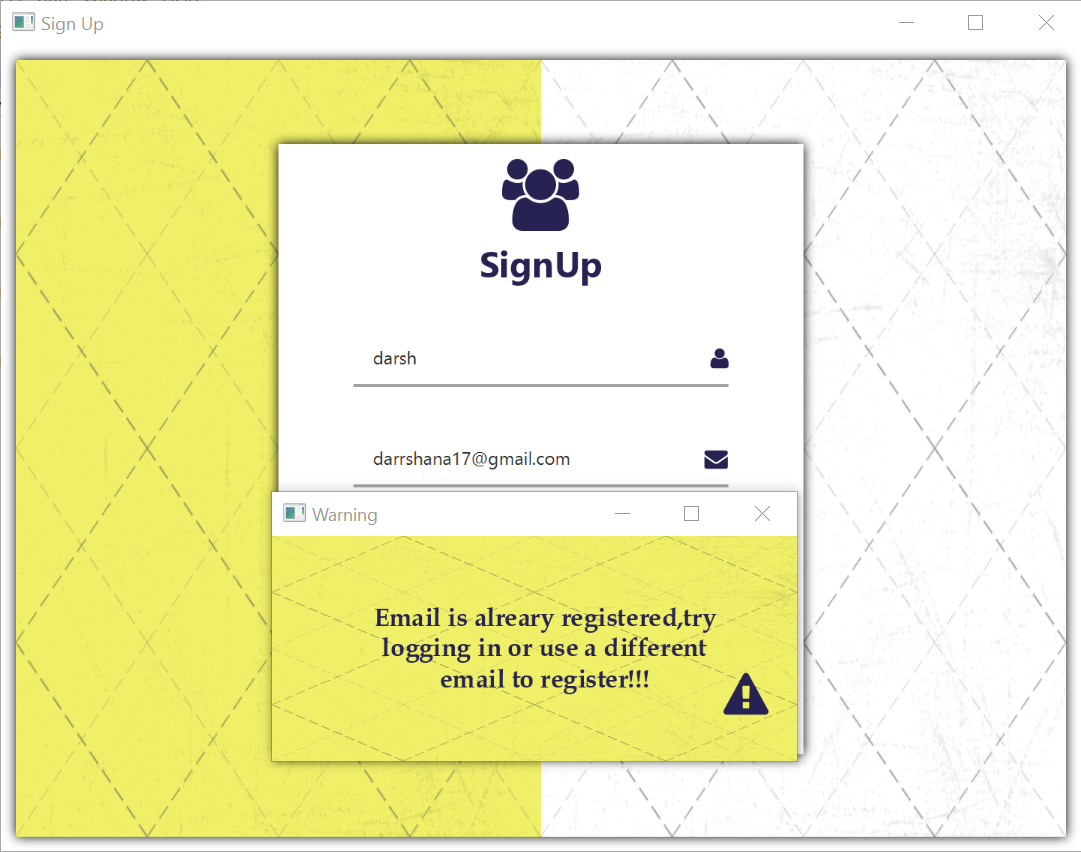 Sign Up
SignUp
darsh
darrshana17@gmail.com
Warning
Email is alreary registered,try
logging in or use a different
email to register!!!